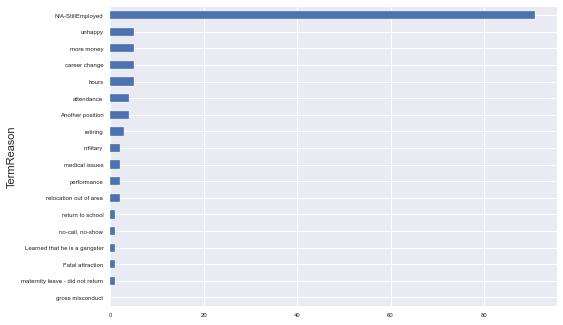 N/A-StillEmployed
unhappy
more money
career change
hours
attendance
Another position
retiring
military
medical issues
performance
relocation out of area
return to school
no-call, no-show
Learned that he is a gangster
Fatal attraction
maternity leave - did not return
gross misconduct
TermReason
0 20 40 60 80